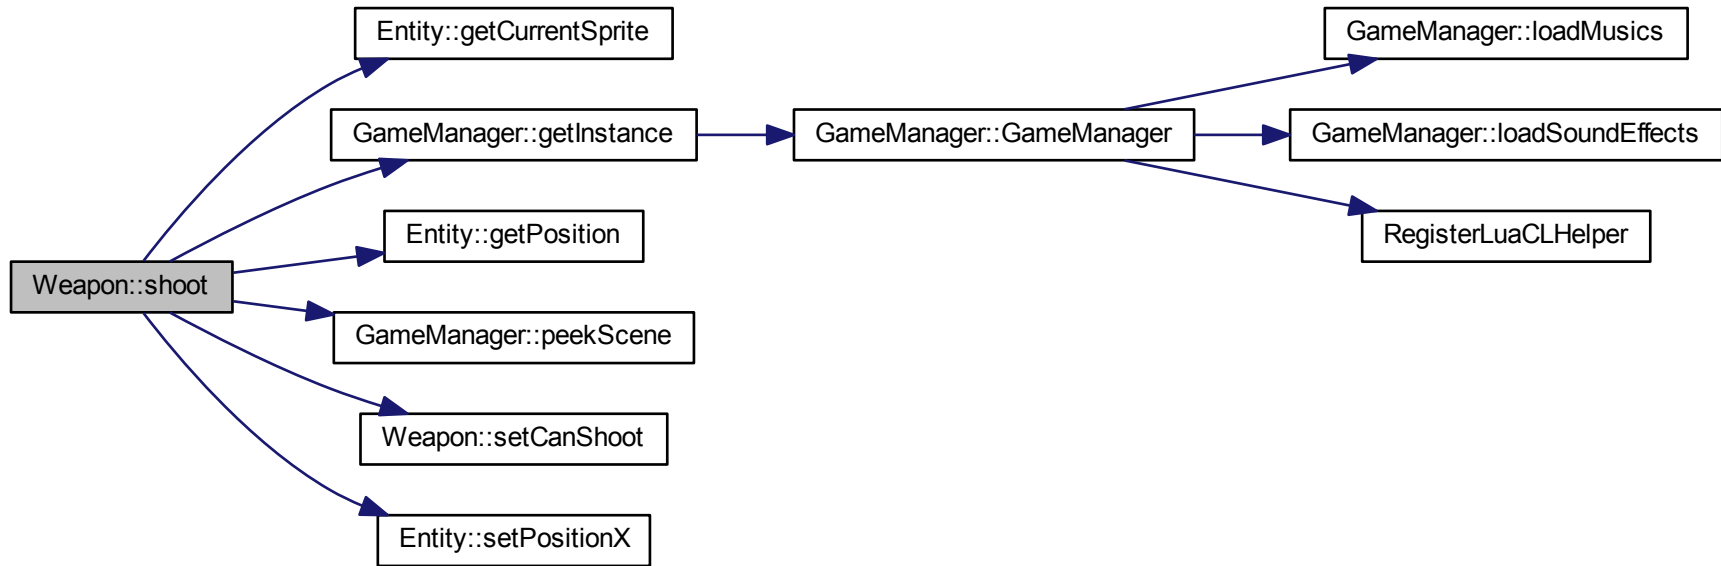 Entity::getCurrentSprite
GameManager::loadMusics
GameManager::getInstance
GameManager::GameManager
GameManager::loadSoundEffects
Entity::getPosition
RegisterLuaCLHelper
Weapon::shoot
GameManager::peekScene
Weapon::setCanShoot
Entity::setPositionX